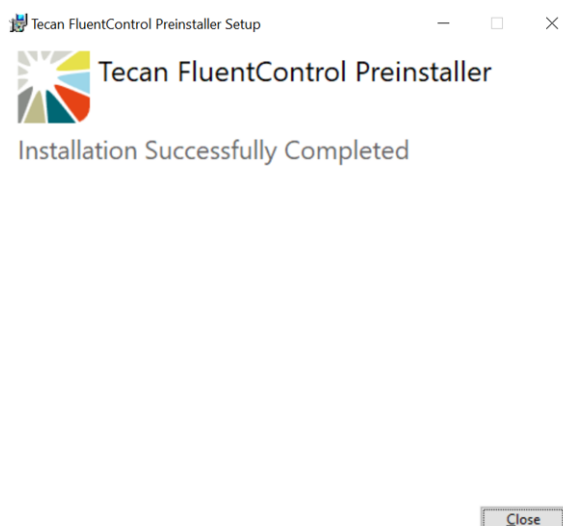 Tecan FluentControl Preinstaller Setup
Tecan FluentControl Preinstaller
Installation Successfully Completed
Close